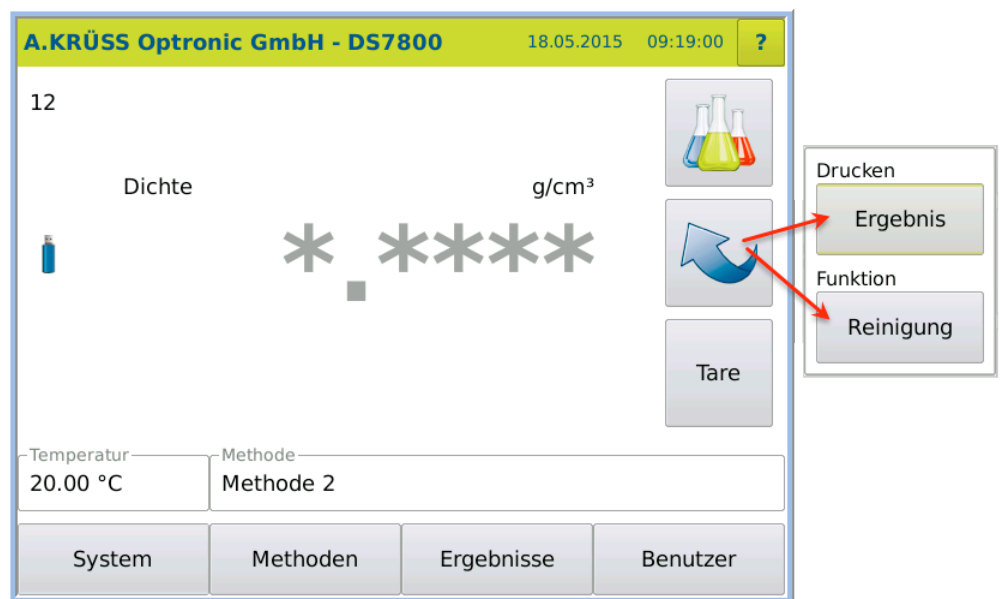 A.KRÜSS Optronic GmbH - DS7800 18.05.2015 09:19:00 ?
12
Dichte g/cm³
*.****
Tare
Temperatur
20.00 °C
Methode
Methode 2
System Methoden Ergebnisse Benutzer
Drucken
Ergebnis
Funktion
Reinigung